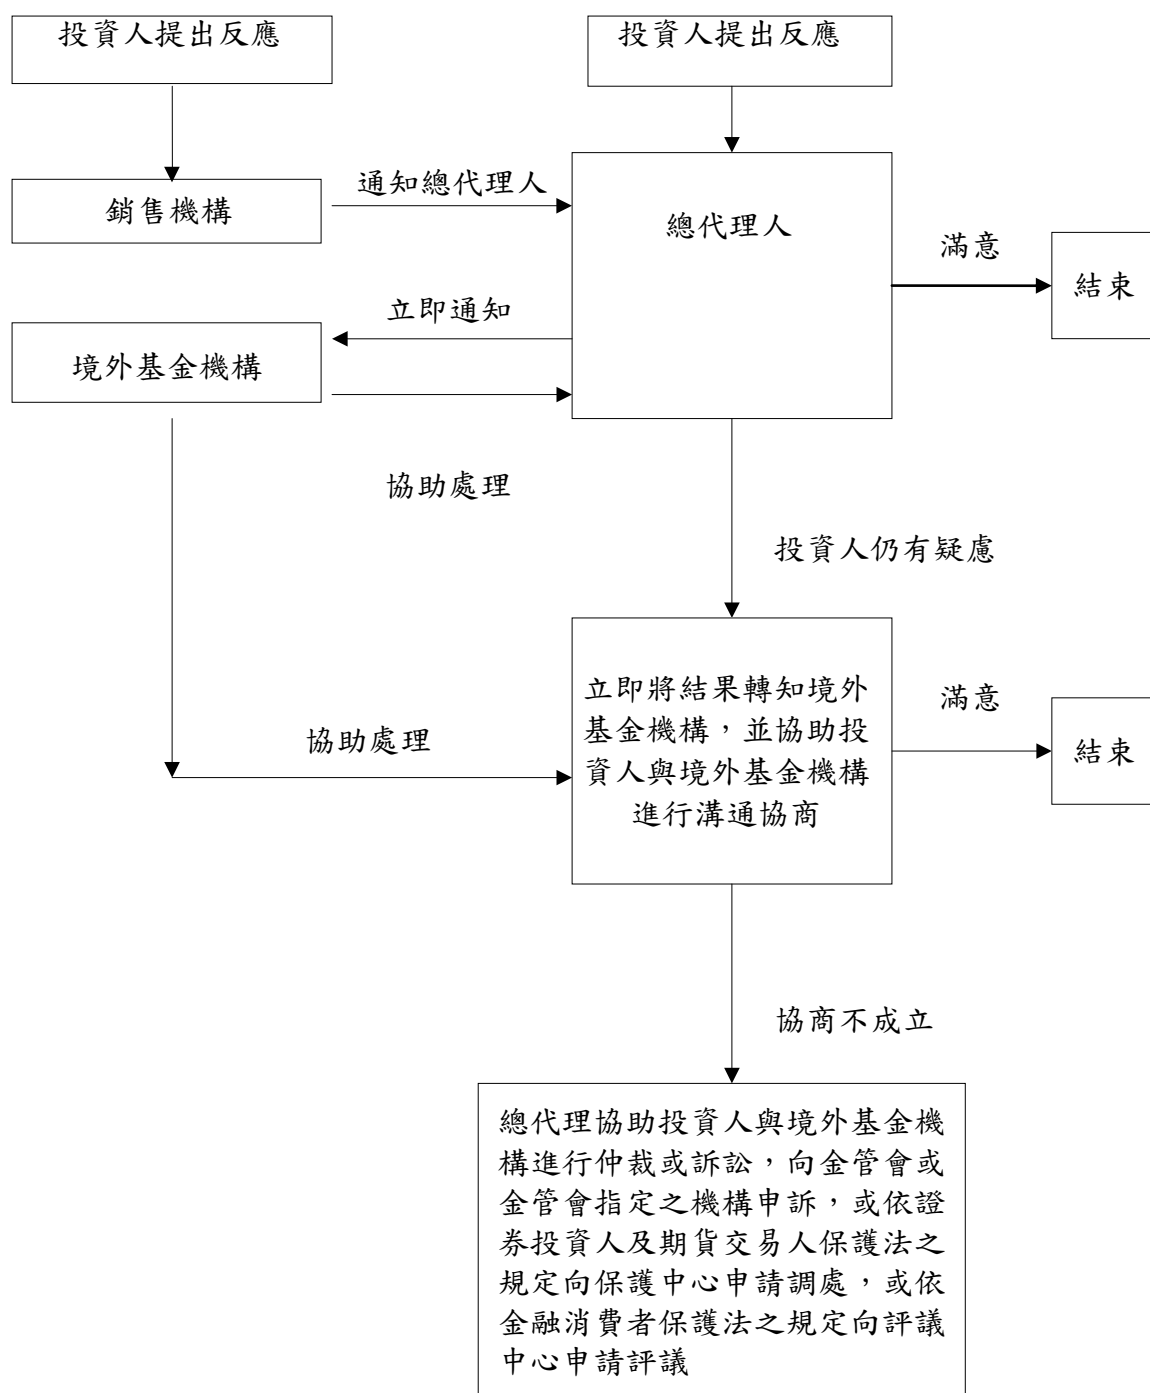 投資人提出反應
投資人提出反應
銷售機構
通知總代理人
總代理人
滿意
結束
立即通知
境外基金機構
協助處理
投資人仍有疑慮
立即將結果轉知境外
基金機構，並協助投
資人與境外基金機構
進行溝通協商
滿意
結束
協助處理
協商不成立
總代理協助投資人與境外基金機
構進行仲裁或訴訟，向金管會或
金管會指定之機構申訴，或依證
券投資人及期貨交易人保護法之
規定向保護中心申請調處，或依
金融消費者保護法之規定向評議
中心申請評議